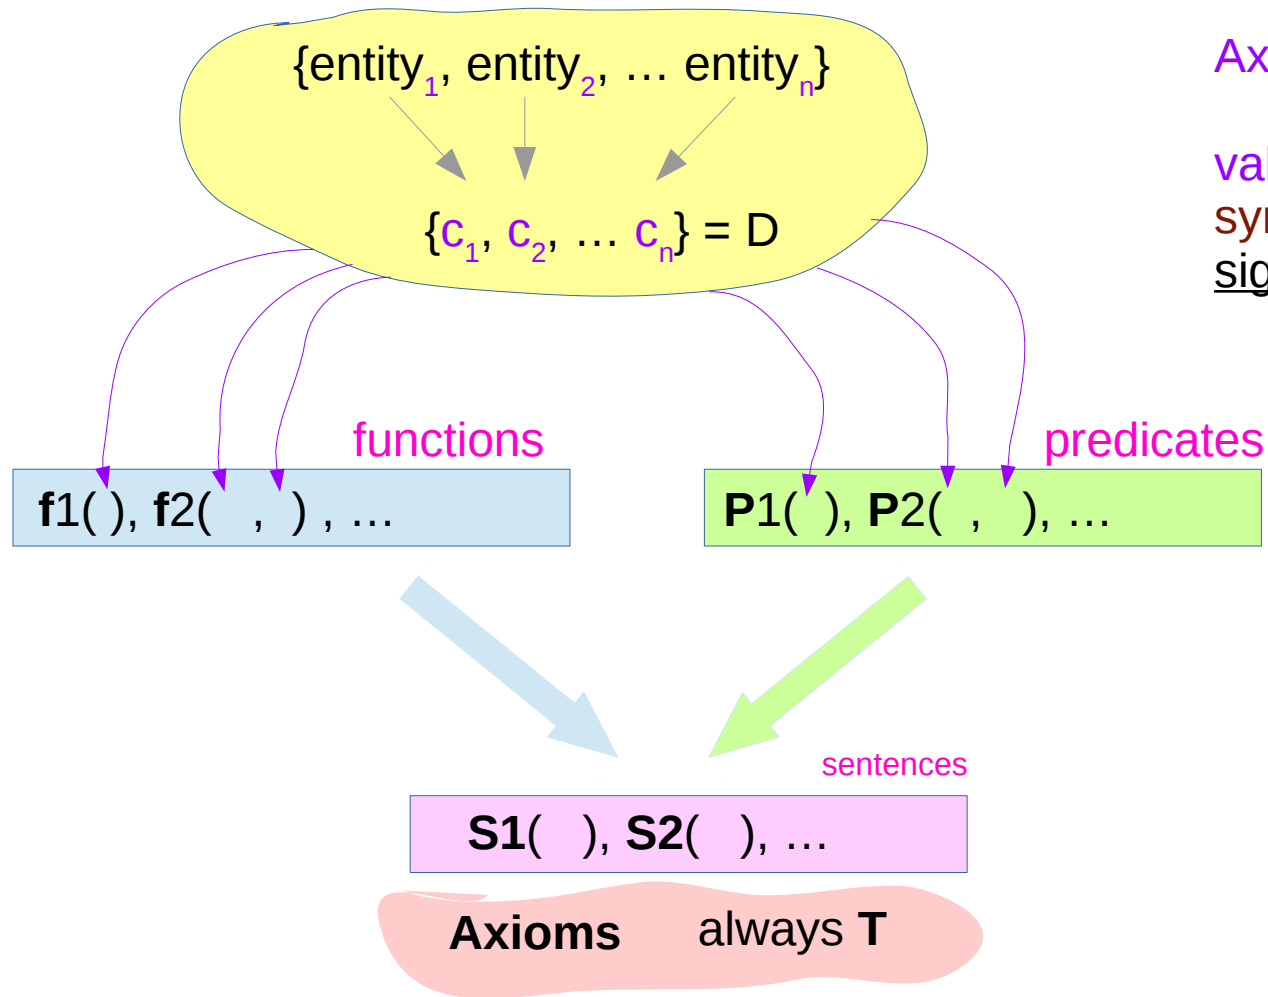 {entity₁, entity₂, … entityₙ}
{c₁, c₂, … cₙ} = D
functions
predicates
f1( ), f2( , ) , …
P1( ), P2( , ), …
sentences
S1( ), S2( ), …
Axioms always T